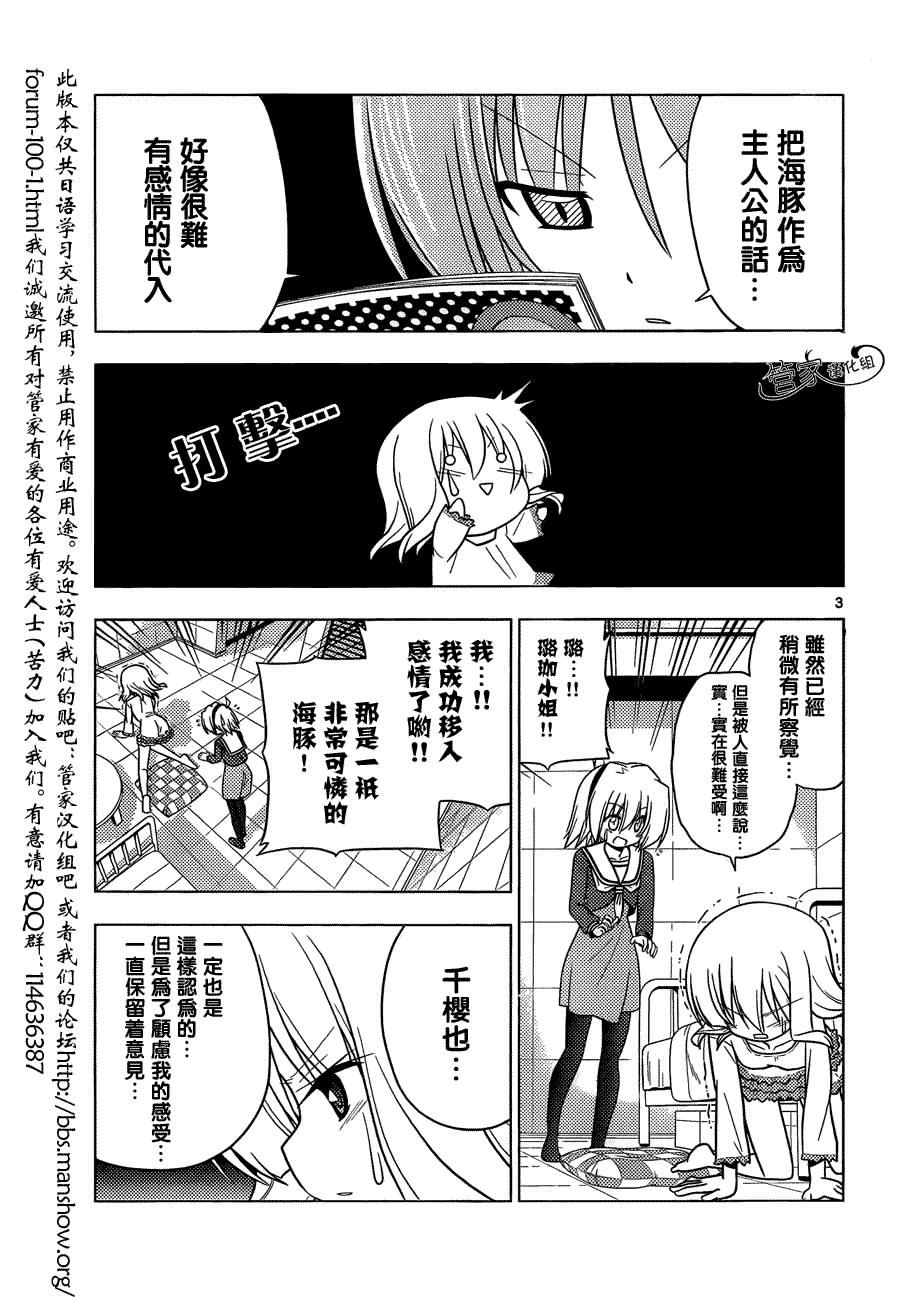 把海豚作為
主人公的話…
好像很難
有感情的代入
管家漢化組
打擊……
3
雖然已經
稍微有所察覺…
但是被人直接這麼說…
實…實在很難受啊…
璐…!!
璐珈小姐!!
我…!!
我成功移入
感情了喲!!
那是一衹
非常可憐的
海豚!
千櫻也…
一定也是
這樣認為的…
但是為了顧慮我的感受…
一直保留着意見…
此版本仅共日语学习交流使用，禁止用作商业用途。欢迎访问我们的贴吧：管家汉化组吧 或者我们的论坛http://bbs.manshow.org/
forum-100-1.html 我们诚邀所有对管家有爱的各位有爱人士(苦力)加入我们。有意请加QQ群：114636387